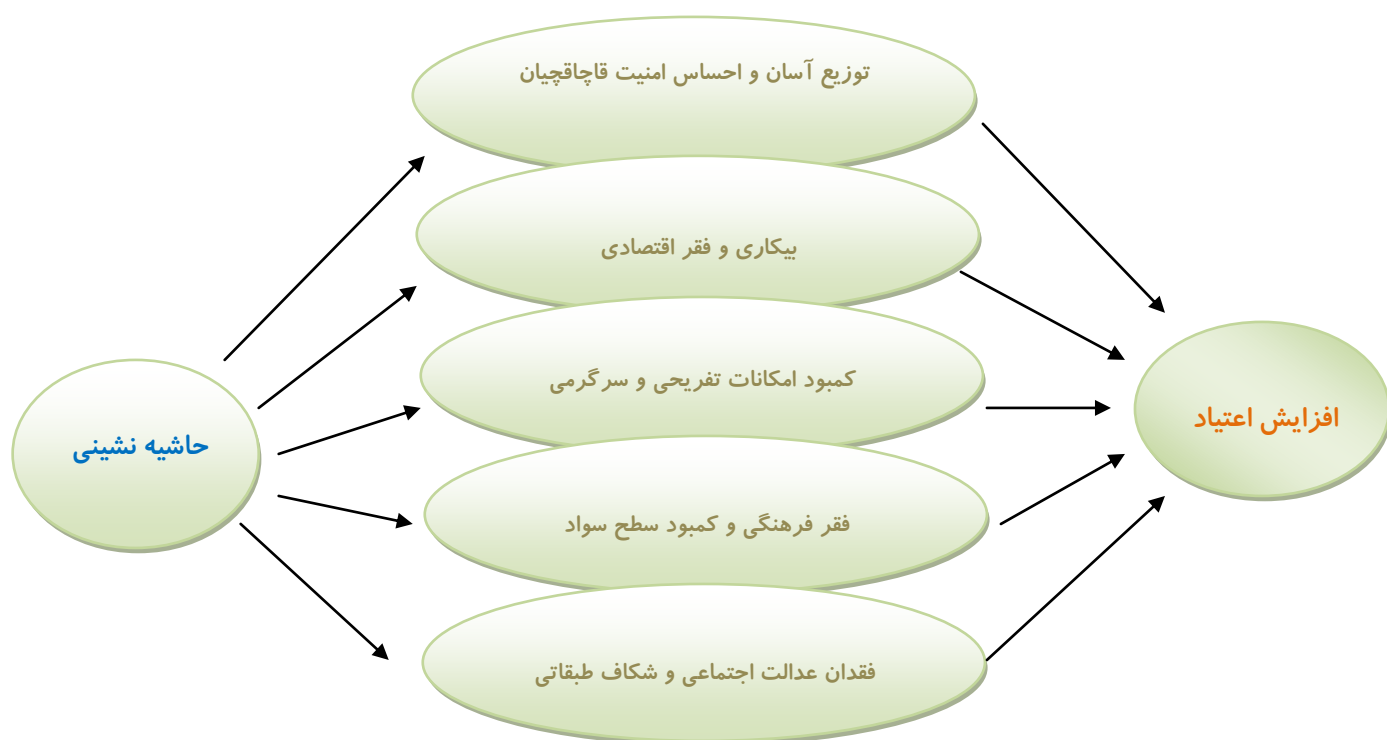 توزیع آسان و احساس امنیت قاچاقچیان
بیکاری و فقر اقتصادی
کمبود امکانات تفریحی و سرگرمی
افزایش اعتیاد
حاشیه نشینی
فقر فرهنگی و کمبود سطح سواد
فقدان عدالت اجتماعی و شکاف طبقاتی